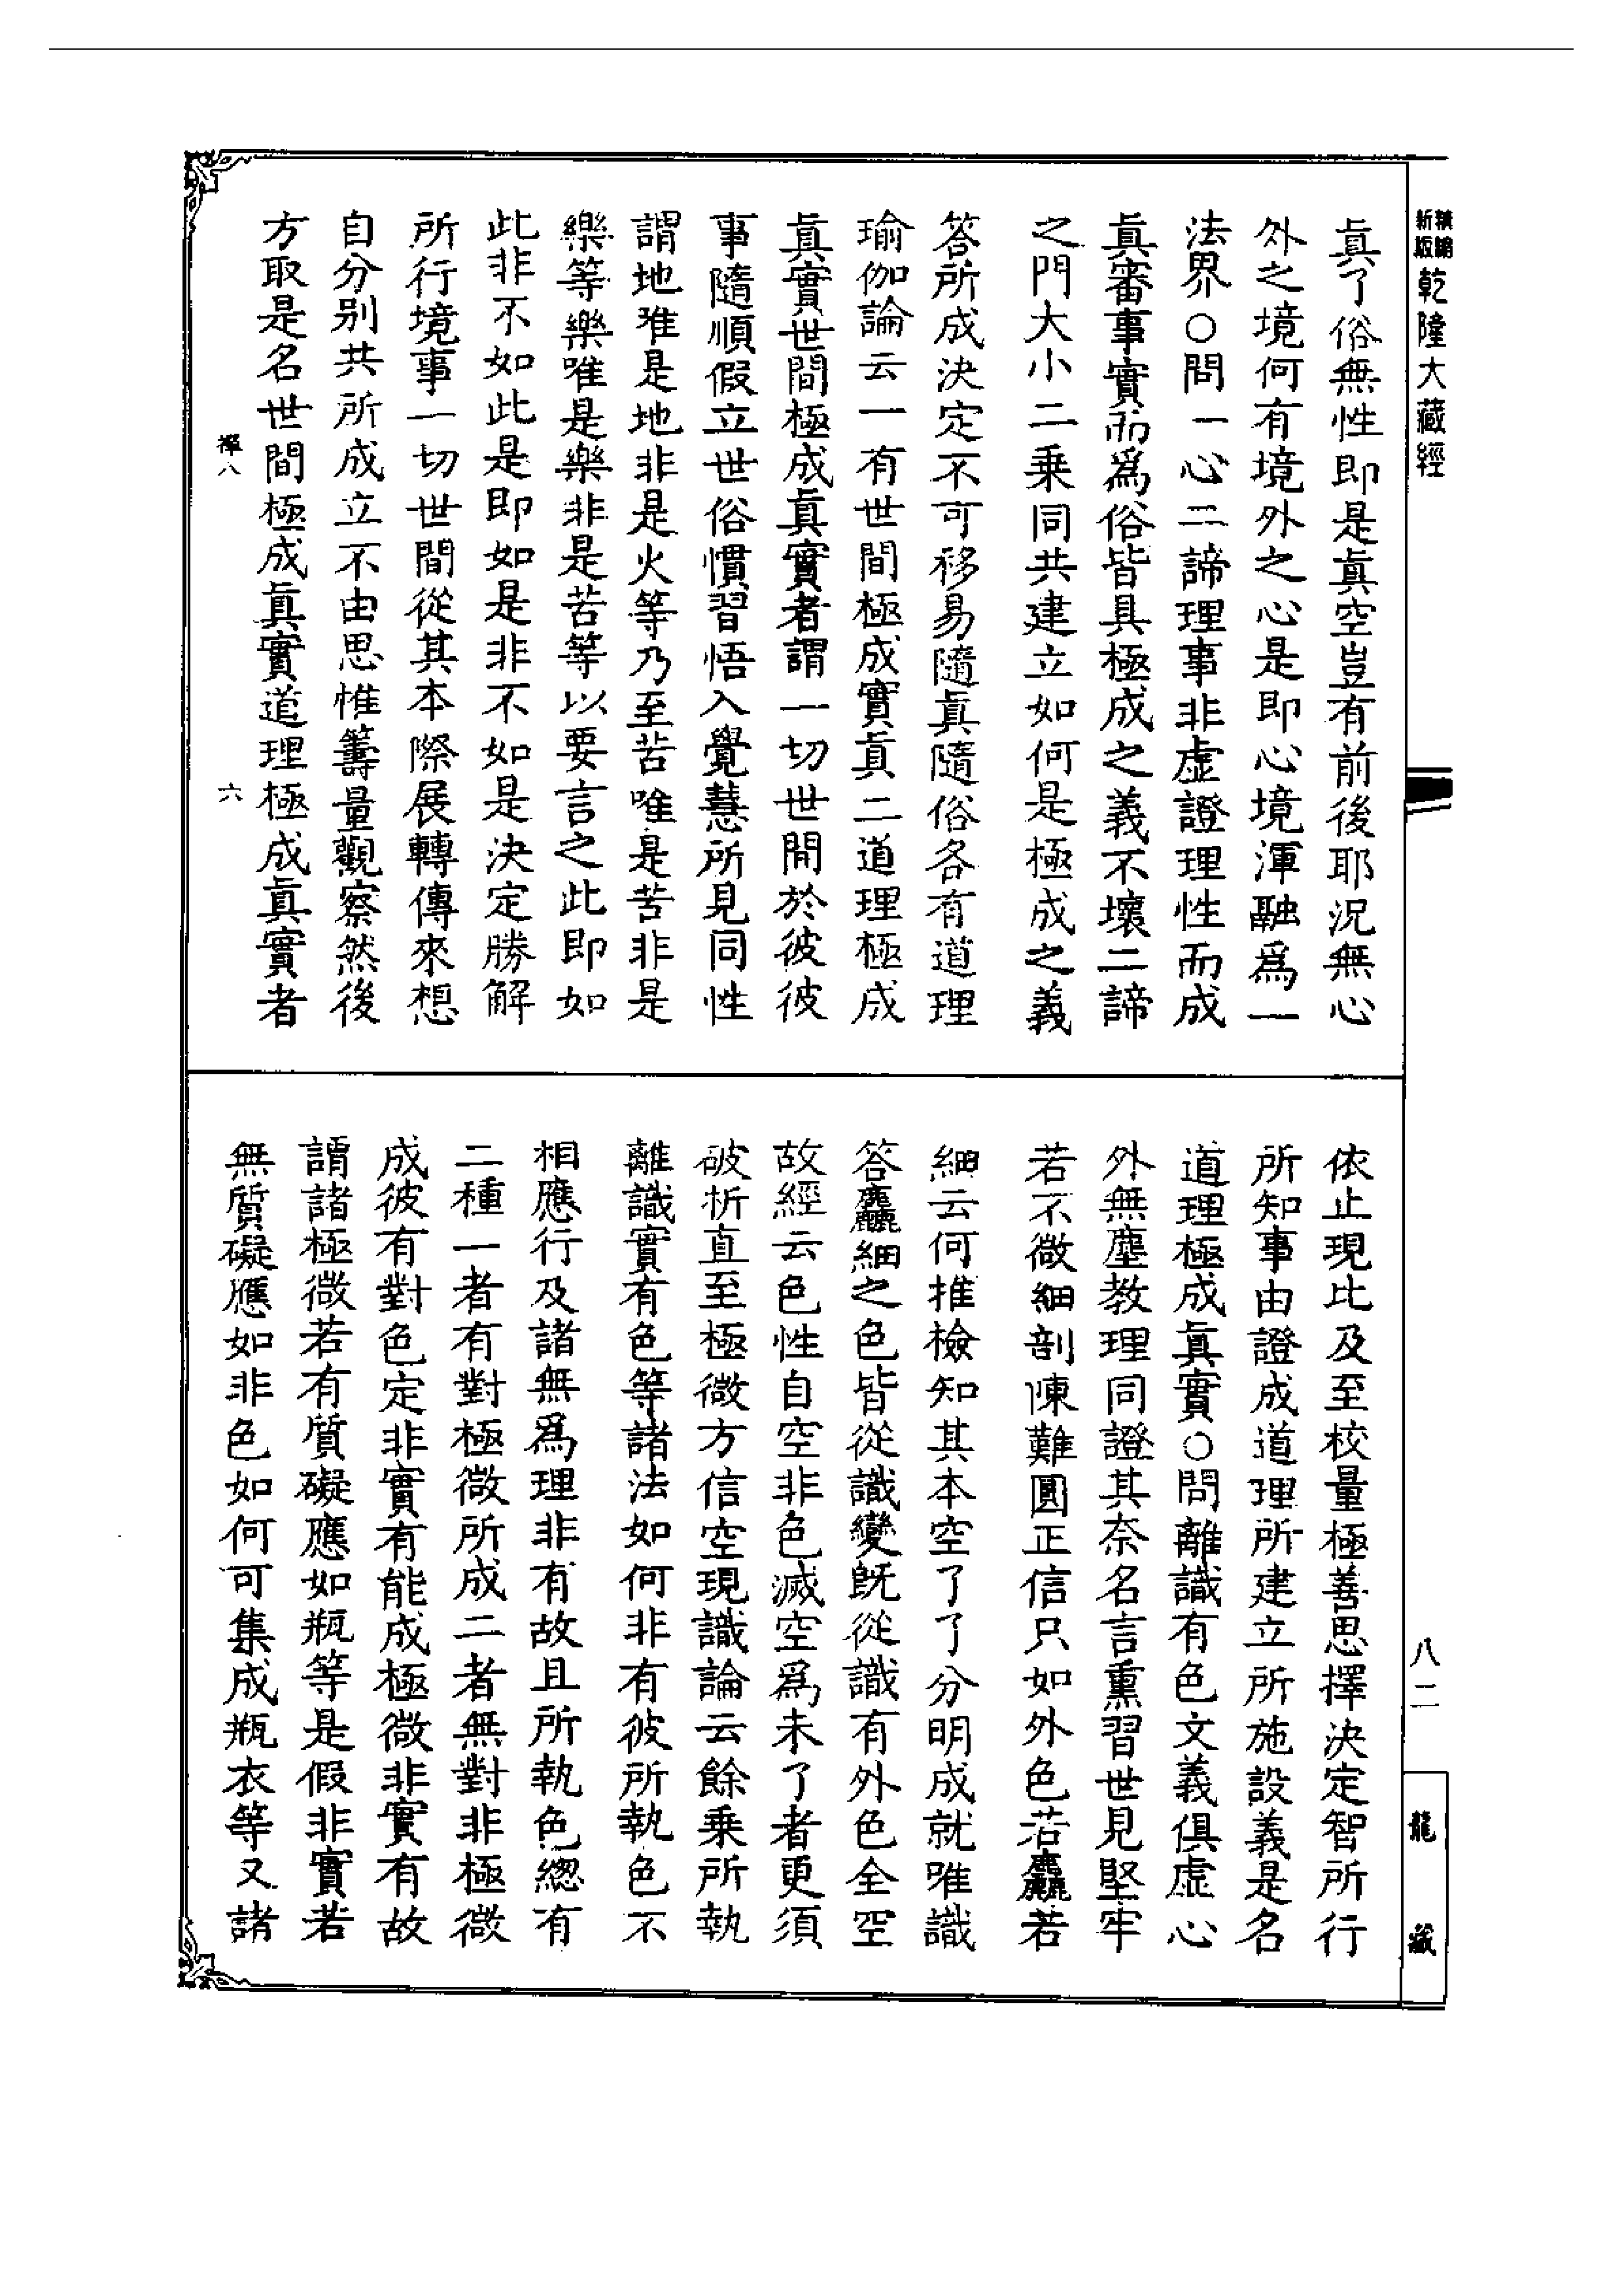 新編縮版乾隆大藏經
眞了俗無性即是眞空豈有前後耶況無心
外之境何有境外之心是即心境渾融爲一
法界〇問一心二諦理事非虛證理性而成
眞審事實而爲俗皆具極成之義不壞二諦
之門大小二乗同共建立如何是極成之義
答所成決定不可移易隨眞隨俗各有道理
瑜伽論云一有世間極成實眞二道理極成
眞實世間極成眞實者謂一切世間於彼彼
事隨順假立世俗慣習悟入覺慧所見同性
謂地唯是地非是火等乃至苦唯是苦非是
樂等樂唯是樂非是苦等以要言之此即如
此非不如此是即如是非不如是決定勝解
所行境事一切世間從其本際展轉傳來想
自分別共所成立不由思惟籌量觀察然後
方取是名世間極成眞實道理極成眞實者
禪八
六
依止現比及至校量極善思擇決定智所行
所知事由證成道理所建立所施設義是名
道理極成眞實〇問離識有色文義俱虛心
外無塵教理同證其奈名言熏習世見堅牢
若不微細剖陳難圓正信只如外色若麤若
細云何推檢知其本空了了分明成就唯識
答麤細之色皆從識變旣從識有外色全空
故經云色性自空非色滅空爲未了者更須
破析直至極微方信空現識論云餘乗所執
離識實有色等諸法如何非有彼所執色不
相應行及諸無爲理非有故且所執色緫有
二種一者有對極微所成二者無對非極微
成彼有對色定非實有能成極微非實有故
謂諸極微若有質礙應如瓶等是假非實若
無質礙應如非色如何可集成瓶衣等又諸
八二
龍藏